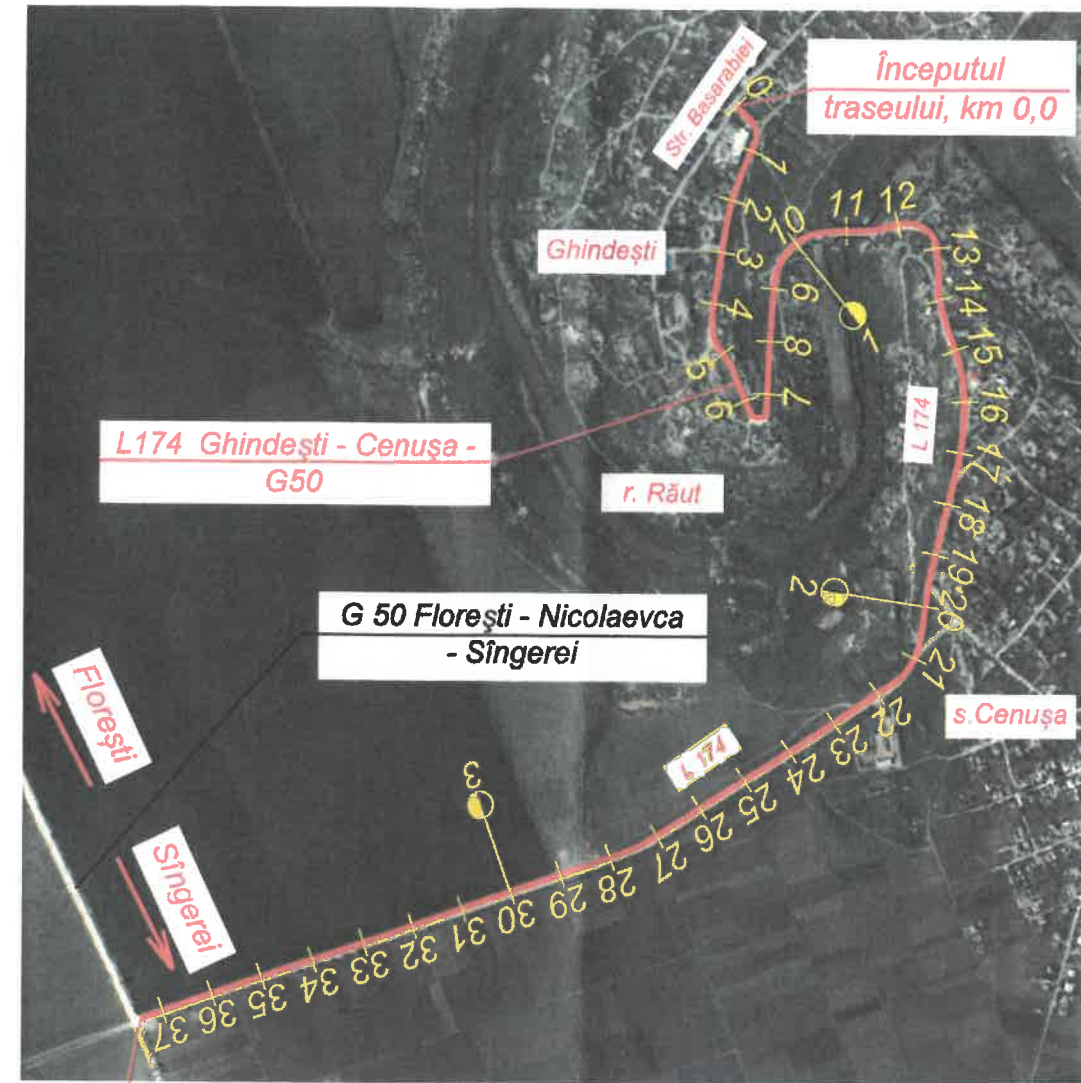 Începutul
traseului, km 0,0
Str. Basarabiei
0
1
2
3
4
5
6
7
8
9
10
11
12
13
14
15
16
17
18
19
20
21
22
23
24
25
26
27
28
29
30
31
32
33
34
35
36
37
1
2
3
Ghindești
L174
L174 Ghindești - Cenușa -
G50
r. Răut
G 50 Florești - Nicolaevca
- Sîngerei
s.Cenușa
L 174
Florești
Sîngerei